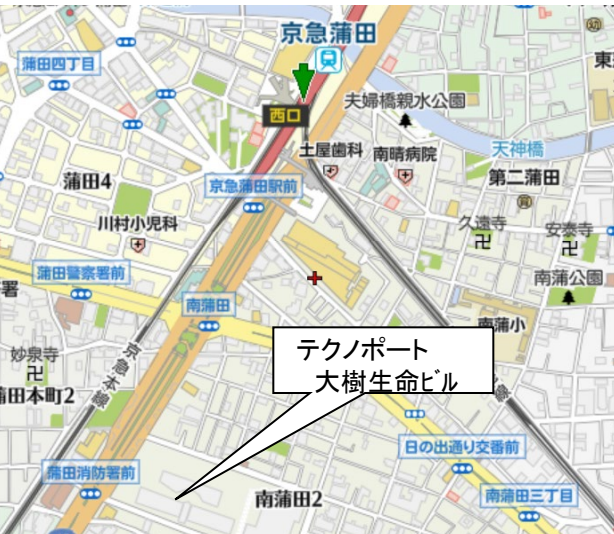 京急蒲田
蒲田四丁目
西口
夫婦橋親水公園
土屋歯科
南晴病院
天神橋
蒲田4
京急蒲田駅前
第二蒲田
川村小児科
久遠寺
安泰寺
蒲田警察署前
南蒲公園
署
南蒲田
南蒲小
テクノポート
大樹生命ビル
妙泉寺
京急本線
蒲田本町2
日の出通り交番前
蒲田消防署前
南蒲田2
南蒲田三丁目